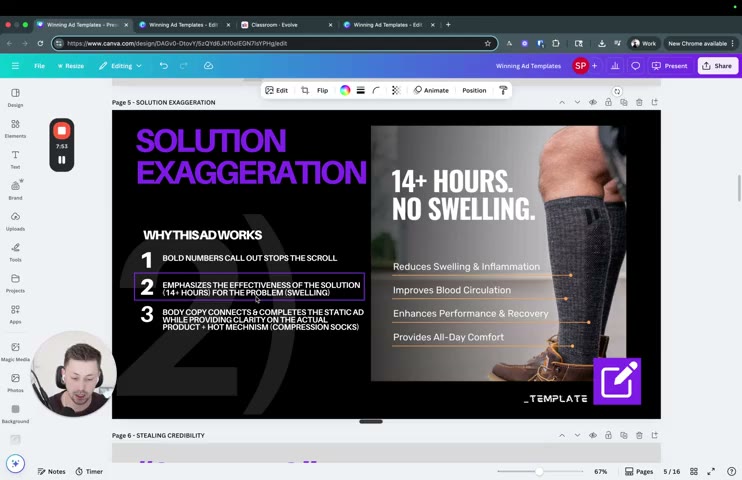 Winning Ad Templates - Pres
Winning Ad Templates - Edit
Classroom - Evolve
Winning Ad Templates - Edit
https://www.canva.com/design/
Work
New Chrome available
File
Resize
Editing
Winning Ad Templates
SP
Present
Share
Edit
Flip
Animate
Position
Design
Elements
Text
Brand
Uploads
Tools
Projects
Apps
Magic Media
Photos
Background
7:53
Page 5 - SOLUTION EXAGGERATION
SOLUTION
EXAGGERATION
WHY THIS AD WORKS
1
BOLD NUMBERS CALL OUT STOPS THE SCROLL
2
EMPHASIZES THE EFFECTIVENESS OF THE SOLUTION
(14+ HOURS) FOR THE PROBLEM (SWELLING)
3
BODY COPY CONNECTS & COMPLETES THE STATIC AD
WHILE PROVIDING CLARITY ON THE ACTUAL
PRODUCT + HOT MECHNISM (COMPRESSION SOCKS)
2)
14+ HOURS.
NO SWELLING.
Reduces Swelling & Inflammation
Improves Blood Circulation
Enhances Performance & Recovery
Provides All-Day Comfort
_TEMPLATE
Page 6 - STEALING CREDIBILITY
Notes
Timer
67%
Pages
5 / 16